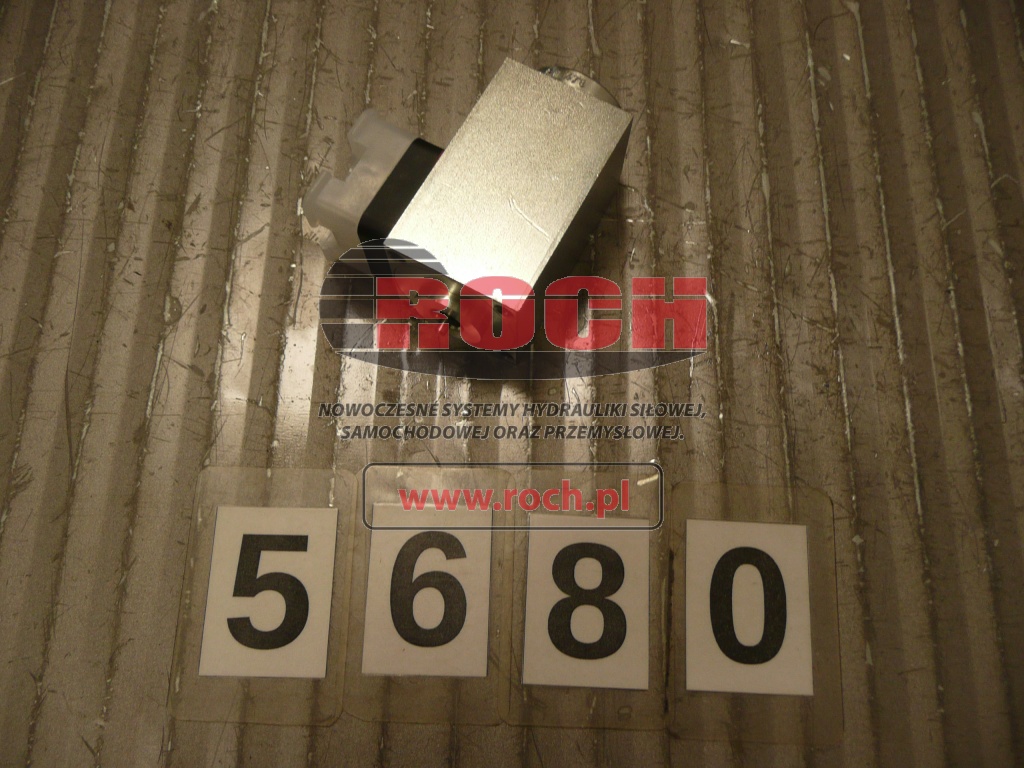 ROCH
NOWOCZESNE SYSTEMY HYDRAULIKI SIŁOWEJ,
SAMOCHODOWEJ ORAZ PRZEMYSŁOWEJ.
www.roch.pl
5680